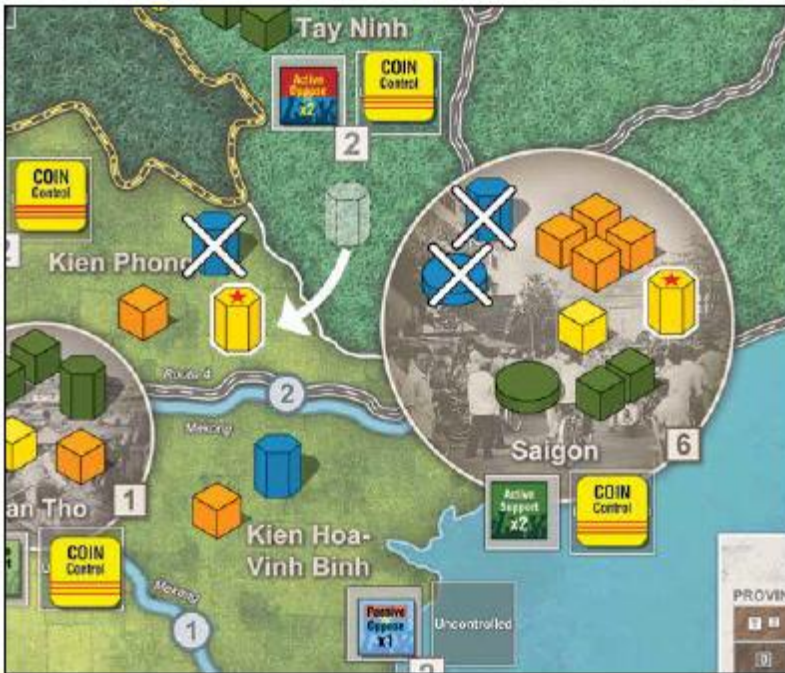 Tay Ninh
Active
Oppose
x2
COIN
Control
2
COIN
Control
Kien Phong
Route 4
2
Mekong
Saigon
6
Active
Support
x2
COIN
Control
an Tho
1
COIN
Control
Kien Hoa-
Vinh Binh
Mekong
1
Passive
Oppose
x1
Uncontrolled
2
PROVIN